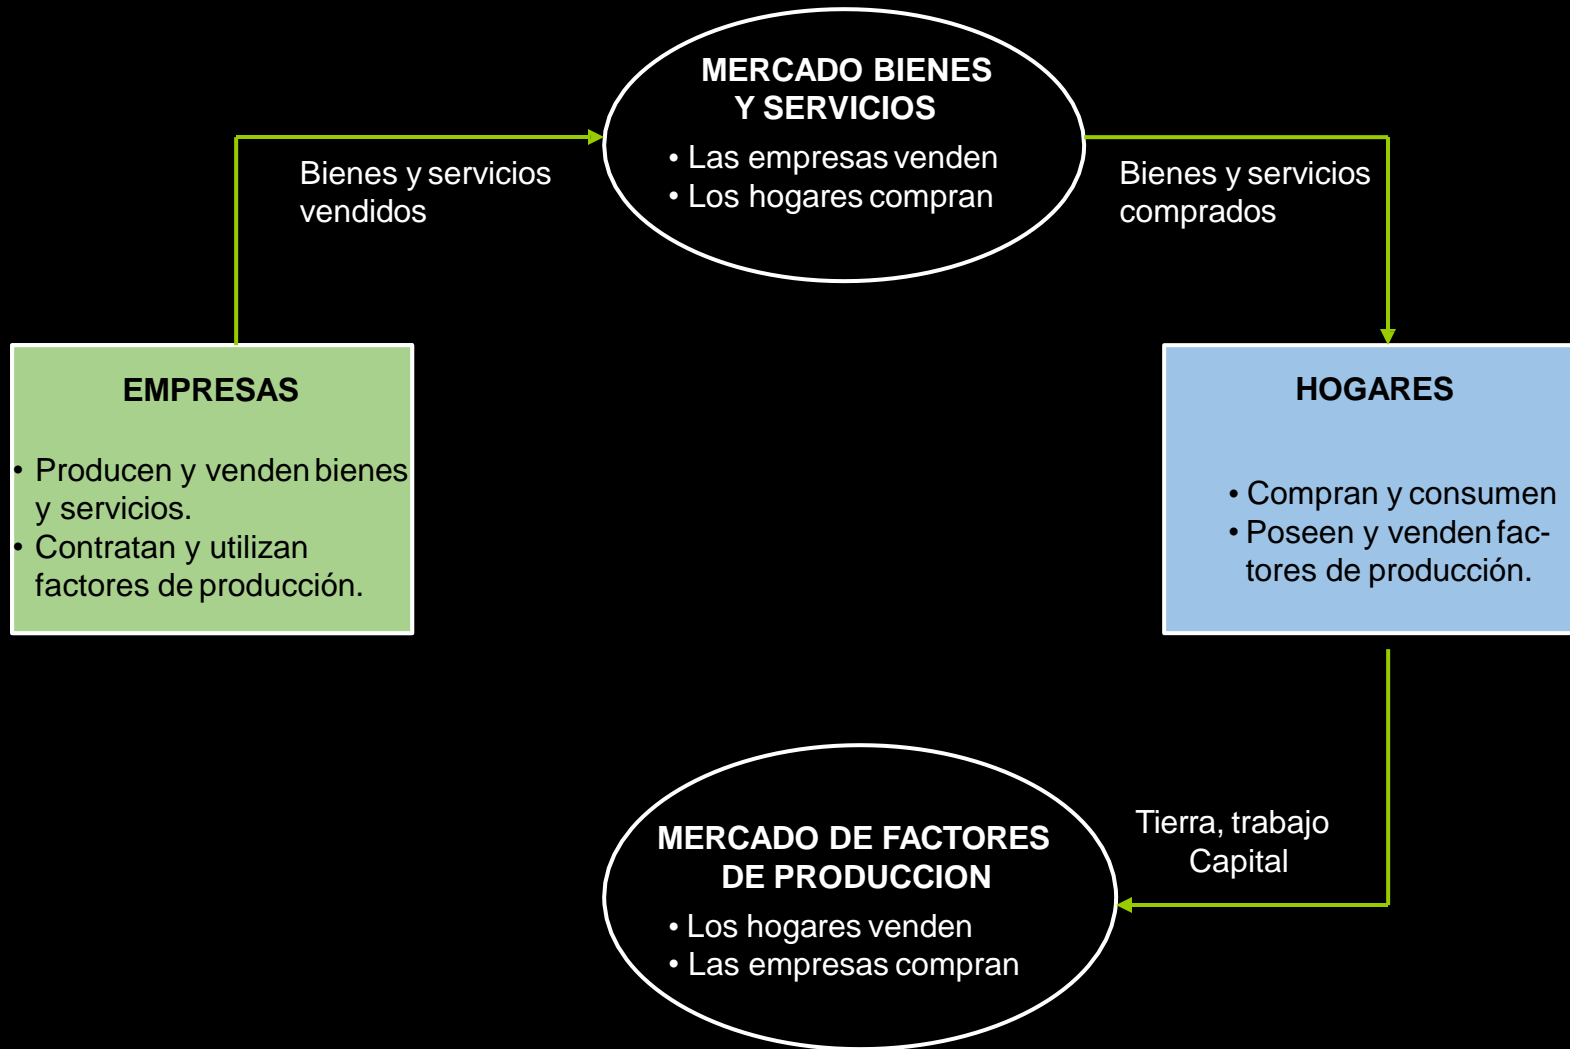 MERCADO BIENES
Y SERVICIOS
• Las empresas venden
• Los hogares compran
Bienes y servicios
vendidos
Bienes y servicios
comprados
EMPRESAS
• Producen y venden bienes
y servicios.
• Contratan y utilizan
factores de producción.
HOGARES
• Compran y consumen
• Poseen y venden fac-
tores de producción.
Tierra, trabajo
Capital
MERCADO DE FACTORES
DE PRODUCCION
• Los hogares venden
• Las empresas compran